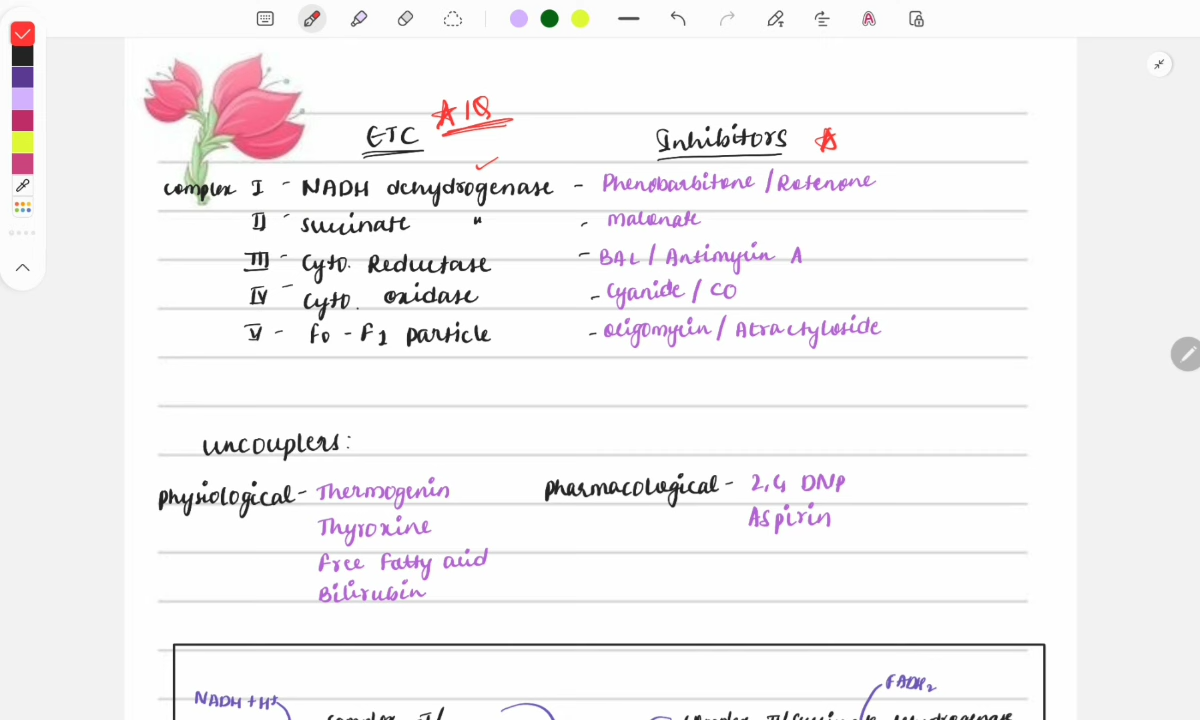 ETC ★ 1Q Inhibitors ★
complex I - NADH dehydrogenase - Phenobarbitone / Rotenone
II - succinate " - malonate
III - Cyto. Reductase - BAL / Antimycin A
IV - Cyto. oxidase - Cyanide / CO
V - Fo - F1 particle - oligomycin / Atractyloside
uncouplers:
physiological - Thermogenin pharmacological - 2,4 DNP
Thyroxine Aspirin
Free fatty acid
Bilirubin
FADH2
NADH + H+